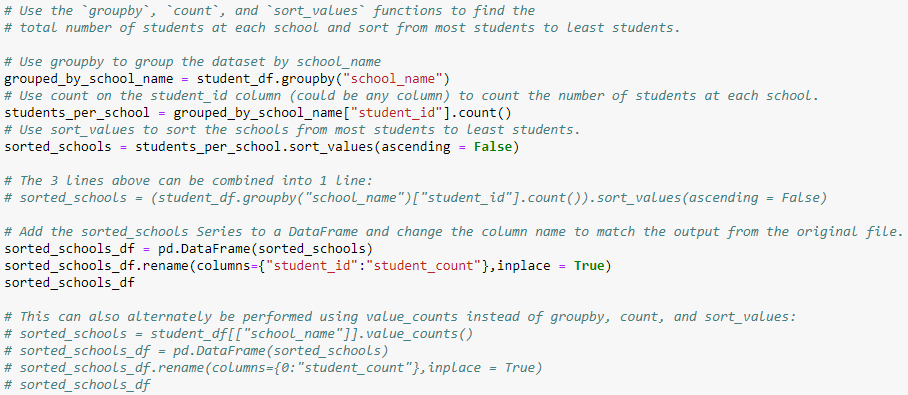 # Use the `groupby`, `count`, and `sort_values` functions to find the
# total number of students at each school and sort from most students to least students.
# Use groupby to group the dataset by school_name
grouped_by_school_name = student_df.groupby("school_name")
# Use count on the student_id column (could be any column) to count the number of students at each school.
students_per_school = grouped_by_school_name["student_id"].count()
# Use sort_values to sort the schools from most students to least students.
sorted_schools = students_per_school.sort_values(ascending = False)
# The 3 lines above can be combined into 1 line:
# sorted_schools = (student_df.groupby("school_name")["student_id"].count()).sort_values(ascending = False)
# Add the sorted_schools Series to a DataFrame and change the column name to match the output from the original file.
sorted_schools_df = pd.DataFrame(sorted_schools)
sorted_schools_df.rename(columns={"student_id":"student_count"},inplace = True)
sorted_schools_df
# This can also alternately be performed using value_counts instead of groupby, count, and sort_values:
# sorted_schools = student_df[["school_name"]].value_counts()
# sorted_schools_df = pd.DataFrame(sorted_schools)
# sorted_schools_df.rename(columns={0:"student_count"},inplace = True)
# sorted_schools_df